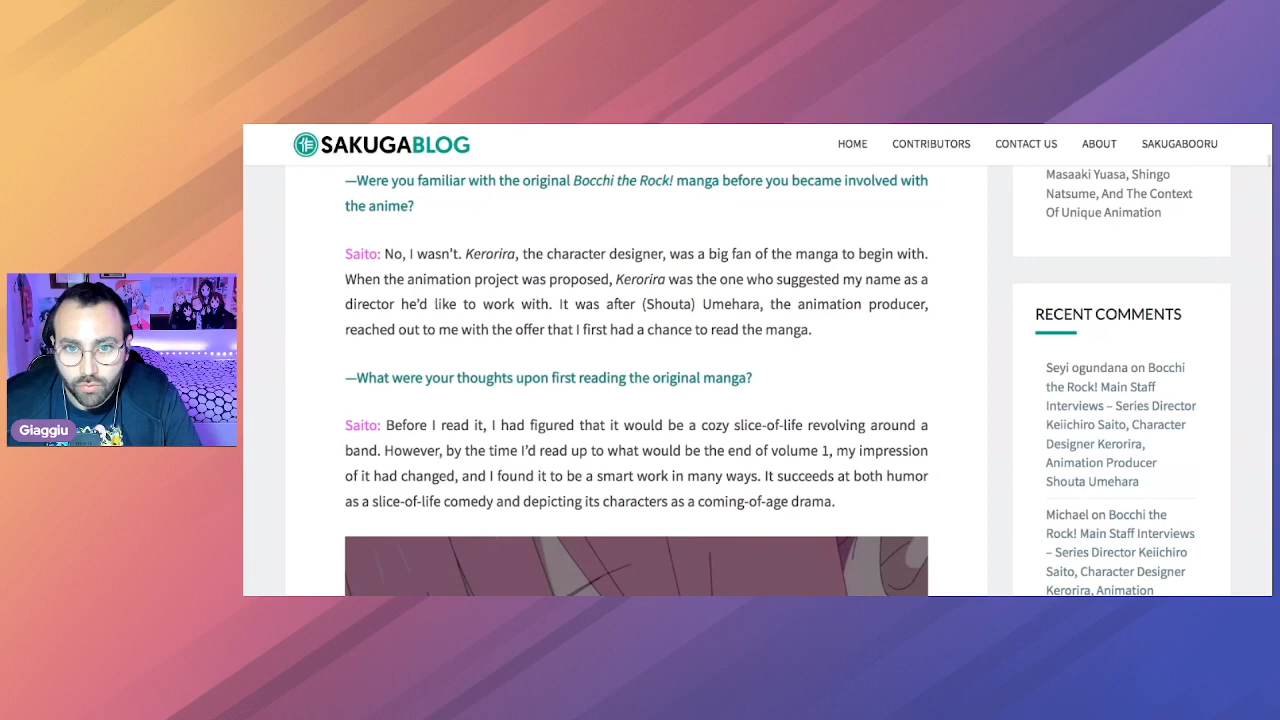 SAKUGABLOG
HOME CONTRIBUTORS CONTACT US ABOUT SAKUGABOORU
—Were you familiar with the original Bocchi the Rock! manga before you became involved with
the anime?
Saito: No, I wasn't. Kerorira, the character designer, was a big fan of the manga to begin with.
When the animation project was proposed, Kerorira was the one who suggested my name as a
director he'd like to work with. It was after (Shouta) Umehara, the animation producer,
reached out to me with the offer that I first had a chance to read the manga.
—What were your thoughts upon first reading the original manga?
Saito: Before I read it, I had figured that it would be a cozy slice-of-life revolving around a
band. However, by the time I'd read up to what would be the end of volume 1, my impression
of it had changed, and I found it to be a smart work in many ways. It succeeds at both humor
as a slice-of-life comedy and depicting its characters as a coming-of-age drama.
Masaaki Yuasa, Shingo
Natsume, And The Context
Of Unique Animation
RECENT COMMENTS
Seyi ogundana on Bocchi
the Rock! Main Staff
Interviews – Series Director
Keiichiro Saito, Character
Designer Kerorira,
Animation Producer
Shouta Umehara
Michael on Bocchi the
Rock! Main Staff Interviews
– Series Director Keiichiro
Saito, Character Designer
Kerorira, Animation
Giaggiu